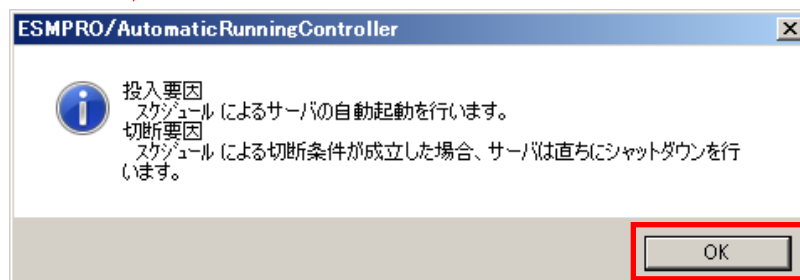 ESMPRO/AutomaticRunningController
投入要因
スケジュール によるサーバの自動起動を行います。
切断要因
スケジュール による切断条件が成立した場合、サーバは直ちにシャットダウンを行
います。
OK